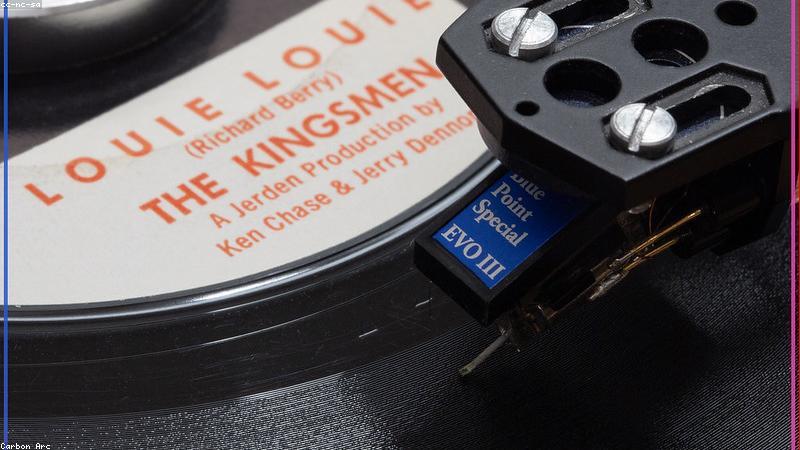 cc-nc-sa
LOUIE LOUIE
(Richard Berry)
THE KINGSMEN
A Jerden Production by
Ken Chase & Jerry Denno
Blue
Point
Special
EVO III
Carbon Arc